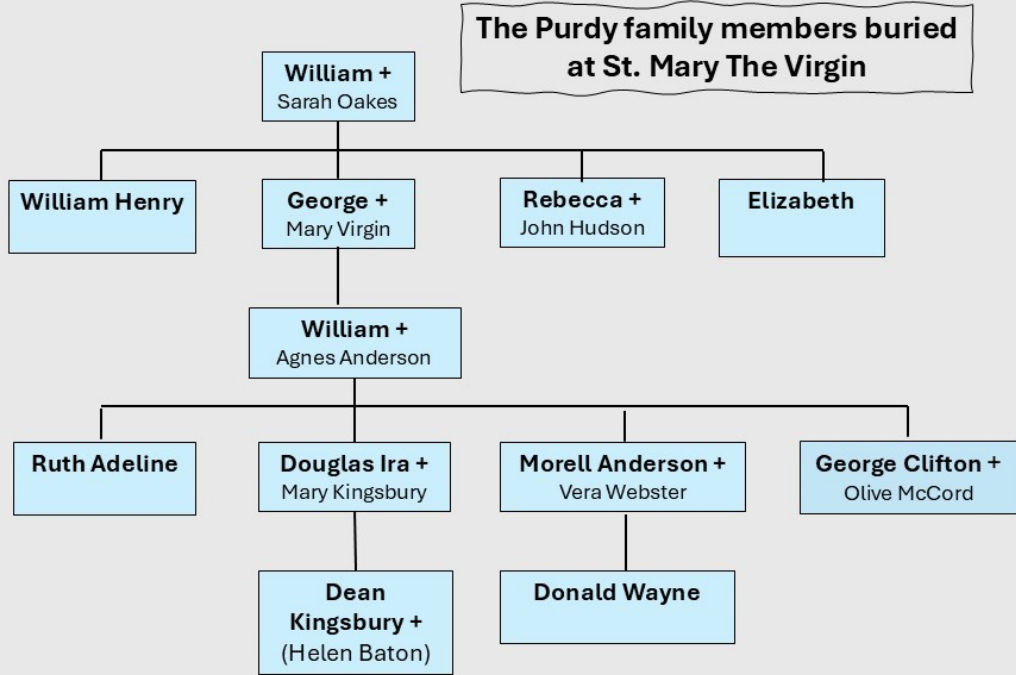 The Purdy family members buried
at St. Mary The Virgin
William +
Sarah Oakes
William Henry
George +
Mary Virgin
Rebecca +
John Hudson
Elizabeth
William +
Agnes Anderson
Ruth Adeline
Douglas Ira +
Mary Kingsbury
Morell Anderson +
Vera Webster
George Clifton +
Olive McCord
Dean
Kingsbury +
(Helen Baton)
Donald Wayne